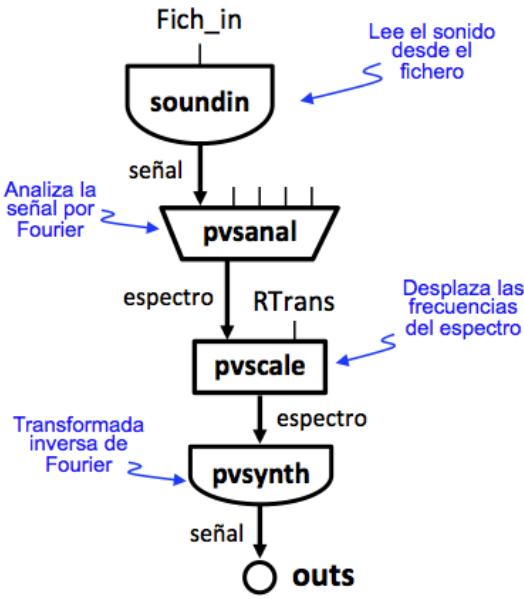 Fich_in
Lee el sonido
desde el
fichero
soundin
señal
Analiza la
señal por
Fourier
pvsanal
espectro
RTrans
Desplaza las
frecuencias
del espectro
pvscale
espectro
Transformada
inversa de
Fourier
pvsynth
señal
outs